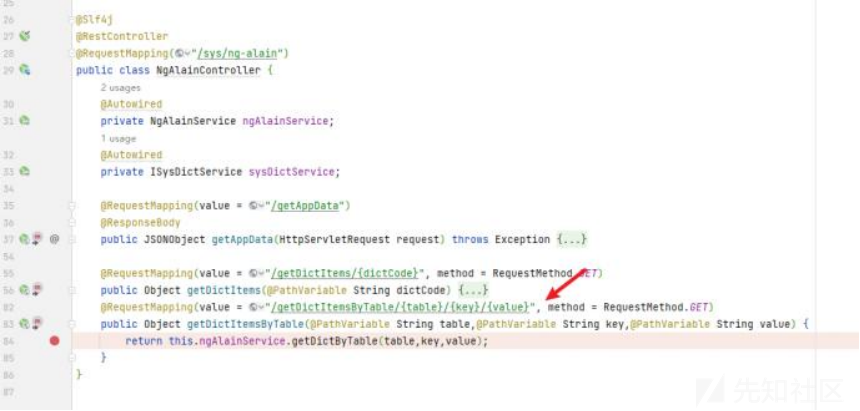 25
26 @Slf4j
27 @RestController
28 @RequestMapping("/sys/ng-alain")
29 public class NgAlainController {
2 usages
30 @Autowired
31 private NgAlainService ngAlainService;
1 usage
32 @Autowired
33 private ISysDictService sysDictService;
34
35 @RequestMapping(value = "/getAppData")
36 @ResponseBody
37 @ public JSONObject getAppData(HttpServletRequest request) throws Exception {...}
54
55 @RequestMapping(value = "/getDictItems/{dictCode}", method = RequestMethod.GET)
56 public Object getDictItems(@PathVariable String dictCode) {...}
82 @RequestMapping(value = "/getDictItemsByTable/{table}/{key}/{value}", method = RequestMethod.GET)
83 public Object getDictItemsByTable(@PathVariable String table,@PathVariable String key,@PathVariable String value) {
84 return this.ngAlainService.getDictByTable(table,key,value);
85 }
86 }
87
先知社区